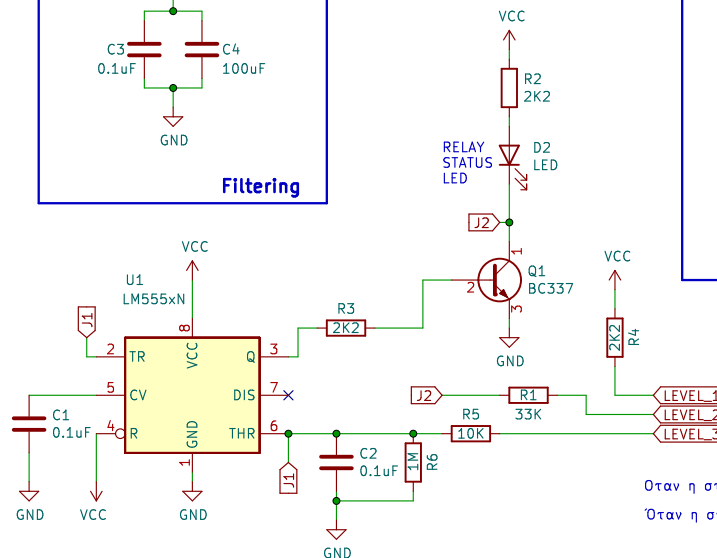 C3
0.1uF
C4
100uF
GND
Filtering
VCC
R2
2K2
RELAY
STATUS
LED
D2
LED
J2
1
Q1
BC337
2
3
GND
VCC
U1
LM555xN
J1
8
VCC
2
TR
Q
3
R3
2K2
5
CV
DIS
7
4
R
GND
THR
6
1
C1
0.1uF
GND
VCC
GND
J1
C2
0.1uF
1M
R6
GND
J2
R1
33K
R5
10K
VCC
2K2
R4
LEVEL_1
LEVEL_2
LEVEL_3
Οταν η
Όταν η